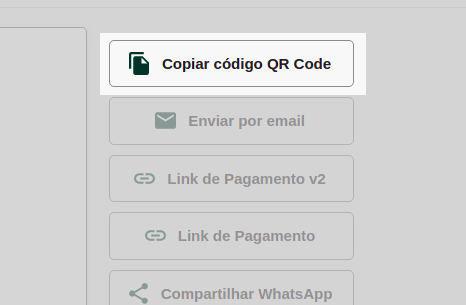 Copiar código QR Code
Enviar por email
Link de Pagamento v2
Link de Pagamento
Compartilhar WhatsApp